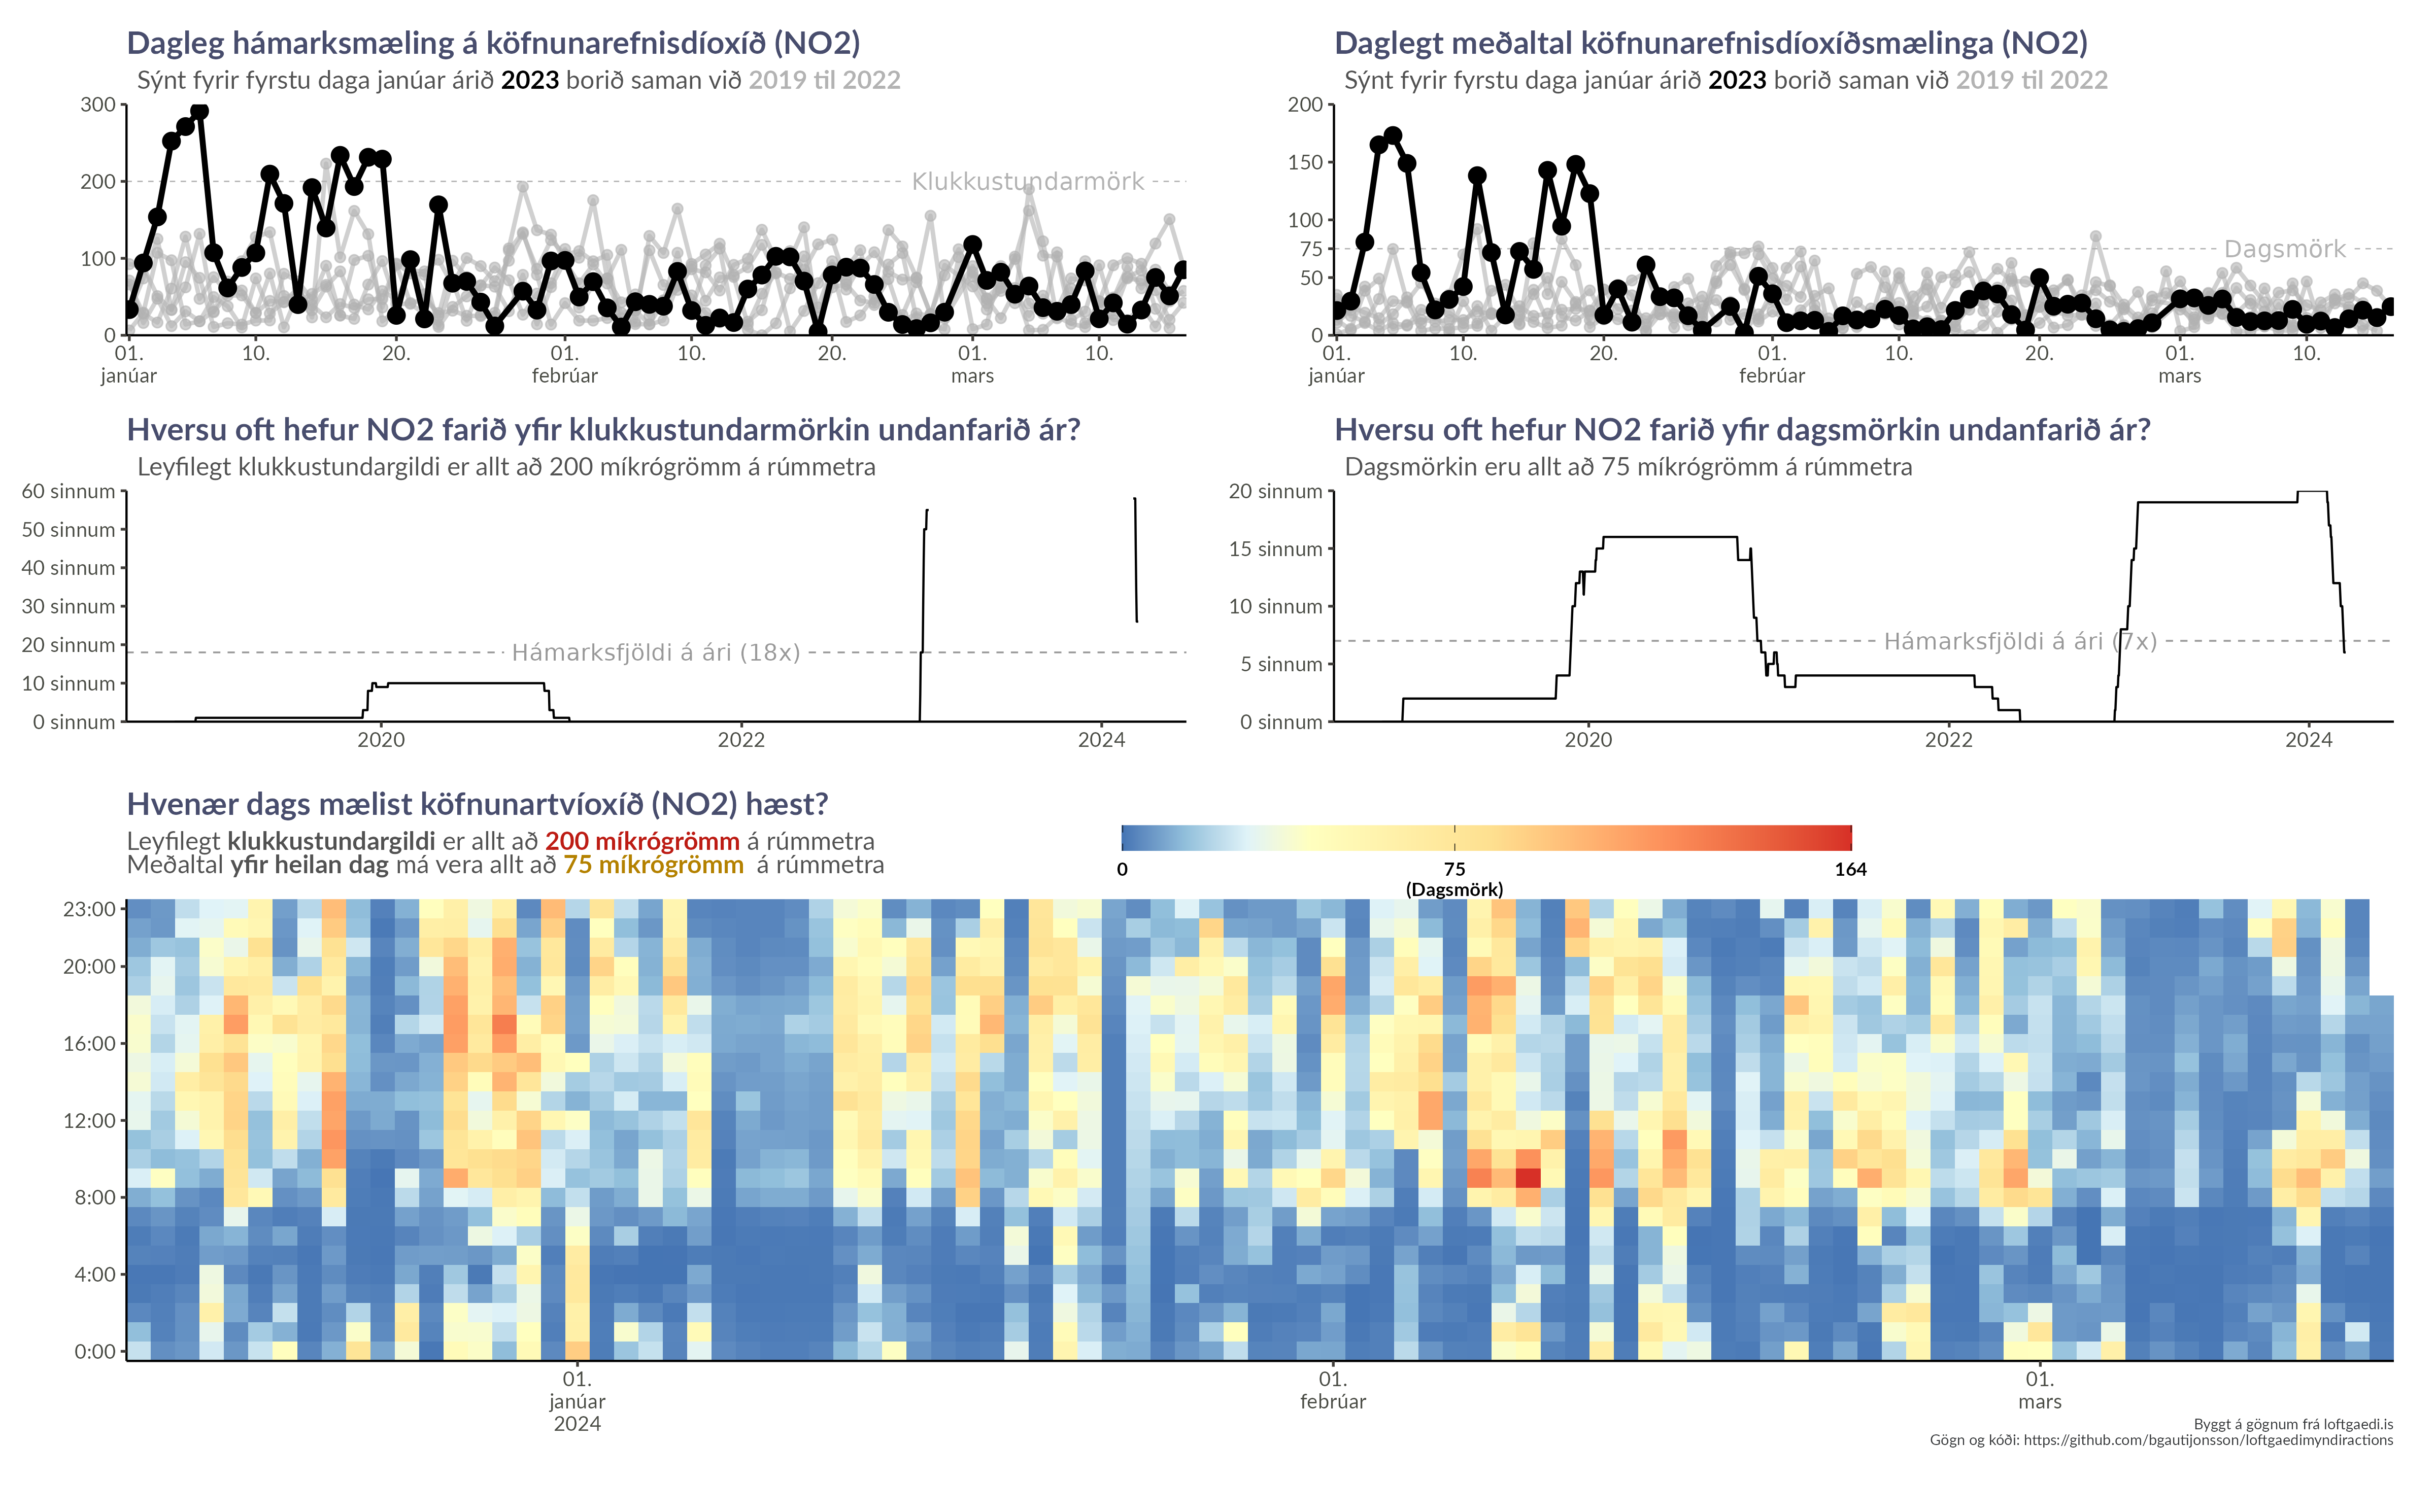 Dagleg hámarksmæling á köfnunarefnisdíoxíð (NO2)
Sýnt fyrir fyrstu daga janúar árið 2023 borið saman við 2019 til 2022
300
200
100
0
Klukkustundarmörk
01. 10. 20. 01. 10. 20. 01. 10.
janúar febrúar mars
Daglegt meðaltal köfnunarefnisdíoxíðsmælinga (NO2)
Sýnt fyrir fyrstu daga janúar árið 2023 borið saman við 2019 til 2022
200
150
100
75
50
0
Dagsmörk
01. 10. 20. 01. 10. 20. 01. 10.
janúar febrúar mars
Hversu oft hefur NO2 farið yfir klukkustundarmörkin undanfarið ár?
Leyfilegt klukkustundargildi er allt að 200 míkrógrömm á rúmmetra
60 sinnum
50 sinnum
40 sinnum
30 sinnum
20 sinnum
10 sinnum
0 sinnum
Hámarksfjöldi á ári (18x)
2020 2022 2024
Hversu oft hefur NO2 farið yfir dagsmörkin undanfarið ár?
Dagsmörkin eru allt að 75 míkrógrömm á rúmmetra
20 sinnum
15 sinnum
10 sinnum
5 sinnum
0 sinnum
Hámarksfjöldi á ári (7x)
2020 2022 2024
Hvenær dags mælist köfnunartvíoxíð (NO2) hæst?
Leyfilegt klukkustundargildi er allt að 200 míkrógrömm á rúmmetra
Meðaltal yfir heilan dag má vera allt að 75 míkrógrömm á rúmmetra
0 75 164
(Dagsmörk)
23:00
20:00
16:00
12:00
8:00
4:00
0:00
01. 01. 01.
janúar febrúar mars
2024
Byggt á gögnum frá loftgaedi.is
Gögn og kóði: https://github.com/bgautijonsson/loftgaedimyndiractions